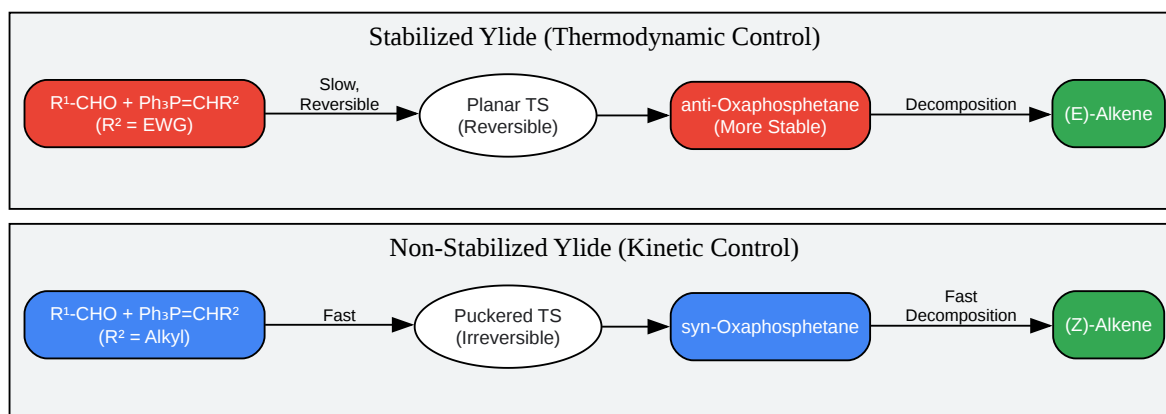 Stabilized Ylide (Thermodynamic Control)
R¹-CHO + Ph₃P=CHR²
(R² = EWG)
Slow,
Reversible
Planar TS
(Reversible)
anti-Oxaphosphetane
(More Stable)
Decomposition
(E)-Alkene
Non-Stabilized Ylide (Kinetic Control)
R¹-CHO + Ph₃P=CHR²
(R² = Alkyl)
Fast
Puckered TS
(Irreversible)
syn-Oxaphosphetane
Fast
Decomposition
(Z)-Alkene